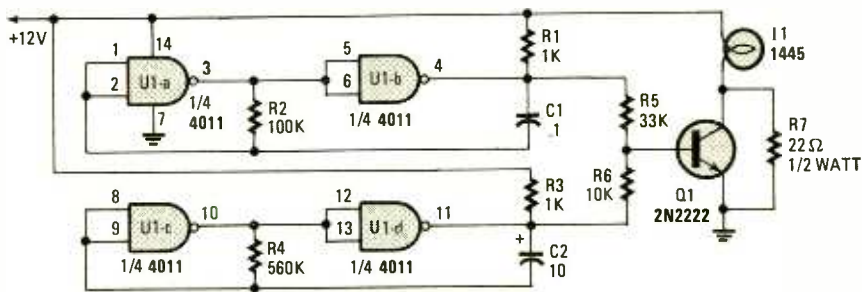 +12V
1
2
14
U1-a
7
3
1/4
4011
R2
100K
5
6
U1-b
4
1/4 4011
R1
1K
C1
.1
R5
33K
R6
10K
I1
1445
R7
22Ω
1/2 WATT
Q1
2N2222
8
9
U1-c
10
1/4 4011
R4
560K
12
13
U1-d
11
1/4 4011
R3
1K
+
C2
10